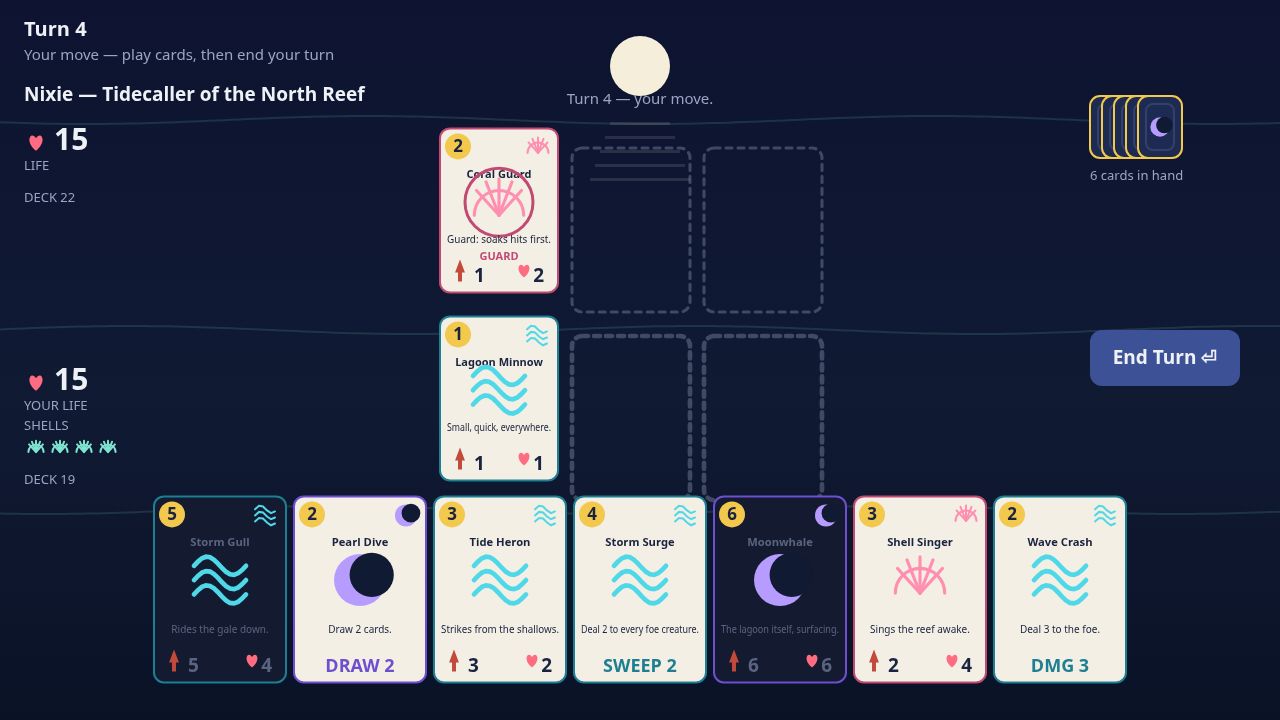 Turn 4
Your move — play cards, then end your turn
Nixie — Tidecaller of the North Reef
Turn 4 — your move.
15
LIFE
DECK 22
6 cards in hand
2
Coral Guard
Guard: soaks hits first.
GUARD
1 2
1
Lagoon Minnow
Small, quick, everywhere.
1 1
End Turn ⏎
15
YOUR LIFE
SHELLS
DECK 19
5
Storm Gull
Rides the gale down.
5 4
2
Pearl Dive
Draw 2 cards.
DRAW 2
3
Tide Heron
Strikes from the shallows.
3 2
4
Storm Surge
Deal 2 to every foe creature.
SWEEP 2
6
Moonwhale
The lagoon itself, surfacing.
6 6
3
Shell Singer
Sings the reef awake.
2 4
2
Wave Crash
Deal 3 to the foe.
DMG 3